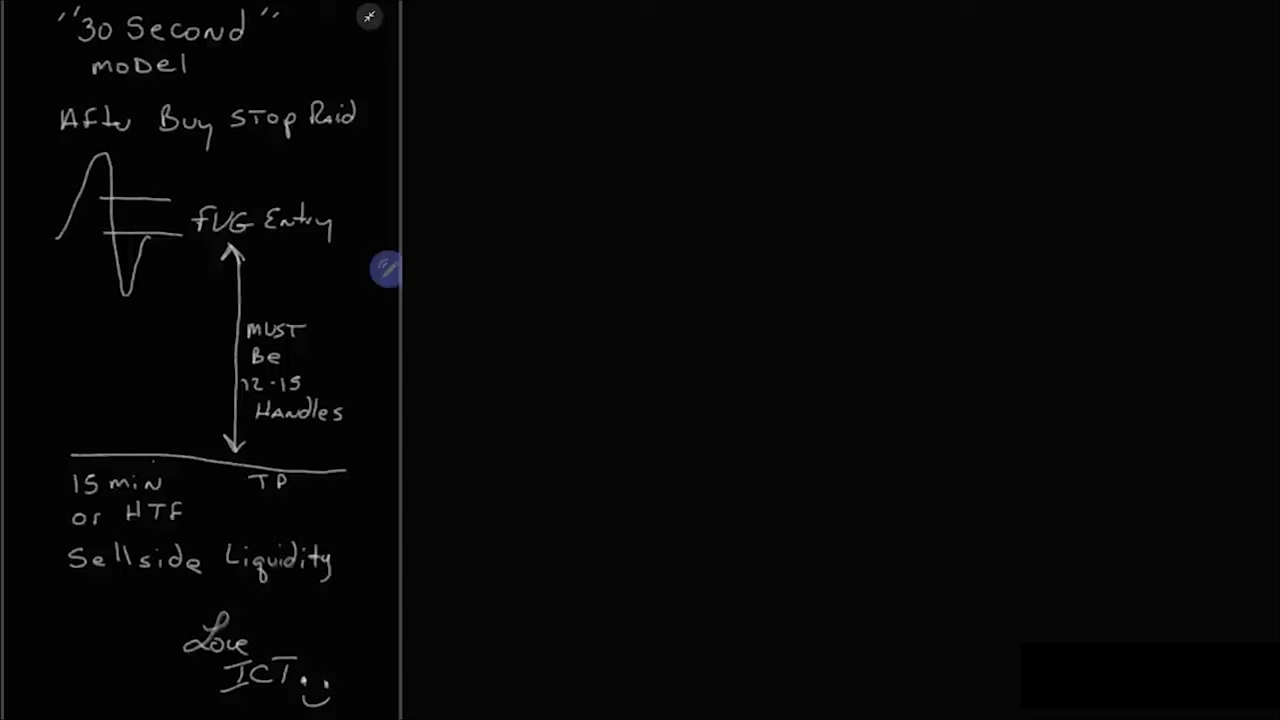 "30 Second"
model
After Buy Stop Raid
FVG Entry
MUST
Be
12-15
HANdles
15 min
TP
or HTF
Sellside Liquidity
Love
ICT